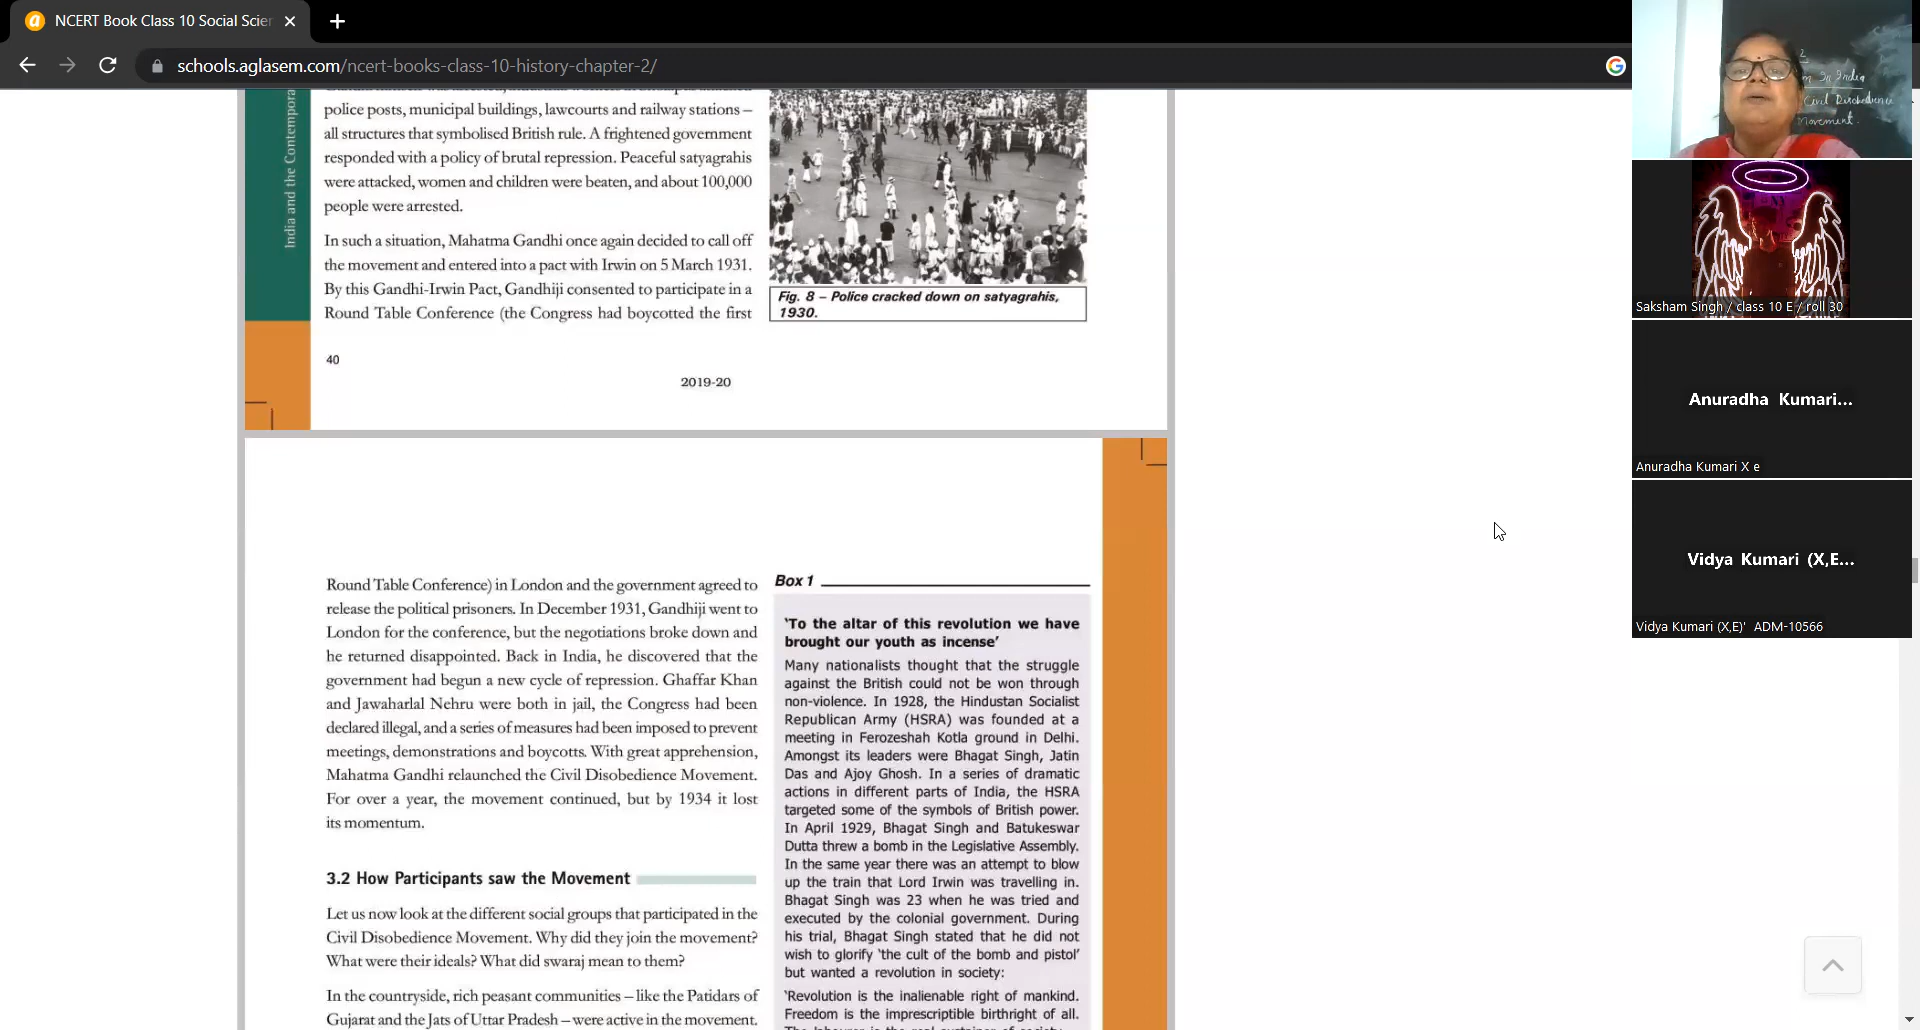 NCERT Book Class 10 Social Scien
schools.aglasem.com/ncert-books-class-10-history-chapter-2/
India and the Contempora
police posts, municipal buildings, lawcourts and railway stations –
all structures that symbolised British rule. A frightened government
responded with a policy of brutal repression. Peaceful satyagrahis
were attacked, women and children were beaten, and about 100,000
people were arrested.
In such a situation, Mahatma Gandhi once again decided to call off
the movement and entered into a pact with Irwin on 5 March 1931.
By this Gandhi-Irwin Pact, Gandhiji consented to participate in a
Round Table Conference (the Congress had boycotted the first
Fig. 8 – Police cracked down on satyagrahis,
1930.
40
2019-20
Round Table Conference) in London and the government agreed to
release the political prisoners. In December 1931, Gandhiji went to
London for the conference, but the negotiations broke down and
he returned disappointed. Back in India, he discovered that the
government had begun a new cycle of repression. Ghaffar Khan
and Jawaharlal Nehru were both in jail, the Congress had been
declared illegal, and a series of measures had been imposed to prevent
meetings, demonstrations and boycotts. With great apprehension,
Mahatma Gandhi relaunched the Civil Disobedience Movement.
For over a year, the movement continued, but by 1934 it lost
its momentum.
3.2 How Participants saw the Movement
Let us now look at the different social groups that participated in the
Civil Disobedience Movement. Why did they join the movement?
What were their ideals? What did swaraj mean to them?
In the countryside, rich peasant communities – like the Patidars of
Gujarat and the Jats of Uttar Pradesh – were active in the movement.
Box 1
‘To the altar of this revolution we have
brought our youth as incense’
Many nationalists thought that the struggle
against the British could not be won through
non-violence. In 1928, the Hindustan Socialist
Republican Army (HSRA) was founded at a
meeting in Ferozeshah Kotla ground in Delhi.
Amongst its leaders were Bhagat Singh, Jatin
Das and Ajoy Ghosh. In a series of dramatic
actions in different parts of India, the HSRA
targeted some of the symbols of British power.
In April 1929, Bhagat Singh and Batukeswar
Dutta threw a bomb in the Legislative Assembly.
In the same year there was an attempt to blow
up the train that Lord Irwin was travelling in.
Bhagat Singh was 23 when he was tried and
executed by the colonial government. During
his trial, Bhagat Singh stated that he did not
wish to glorify ‘the cult of the bomb and pistol’
but wanted a revolution in society:
‘Revolution is the inalienable right of mankind.
Freedom is the imprescriptible birthright of all.
2
m In India
Civil Disobedience
Movement.
Saksham Singh / class 10 E / roll 30
Anuradha Kumari...
Anuradha Kumari X e
Vidya Kumari (X,E...
Vidya Kumari (X,E)' ADM-10566